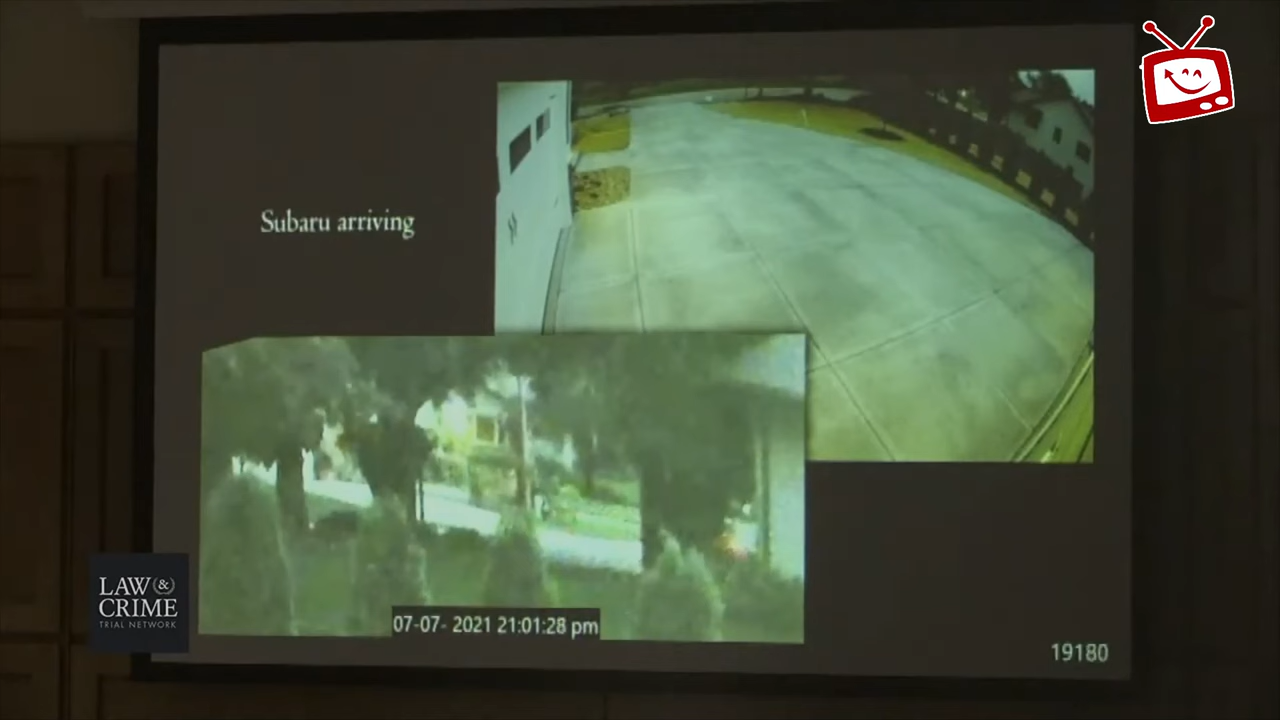 Subaru arriving
07-07- 2021 21:01:28 pm
19180
LAW &
CRIME
TRIAL NETWORK